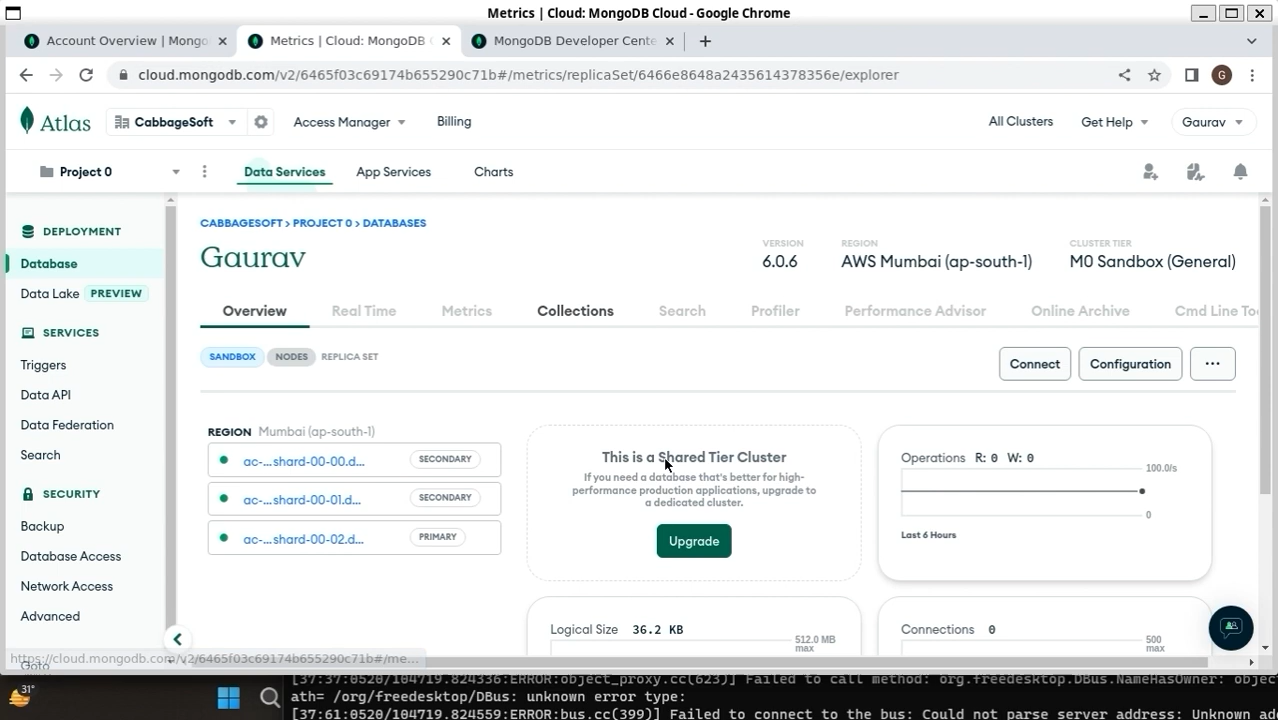 Metrics | Cloud: MongoDB Cloud - Google Chrome
Account Overview | Mongo
Metrics | Cloud: MongoDB C
MongoDB Developer Cente
cloud.mongodb.com/v2/6465f03c69174b655290c71b#/metrics/replicaSet/6466e8648a2435614378356e/explorer
G
Atlas
CabbageSoft
Access Manager
Billing
All Clusters
Get Help
Gaurav
Project 0
Data Services
App Services
Charts
DEPLOYMENT
Database
Data Lake PREVIEW
SERVICES
Triggers
Data API
Data Federation
Search
SECURITY
Backup
Database Access
Network Access
Advanced
Goto
CABBAGESOFT > PROJECT 0 > DATABASES
Gaurav
VERSION
6.0.6
REGION
AWS Mumbai (ap-south-1)
CLUSTER TIER
M0 Sandbox (General)
Overview
Real Time
Metrics
Collections
Search
Profiler
Performance Advisor
Online Archive
Cmd Line Too
SANDBOX
NODES
REPLICA SET
Connect
Configuration
...
REGION Mumbai (ap-south-1)
ac-...shard-00-00.d... SECONDARY
ac-...shard-00-01.d... SECONDARY
ac-...shard-00-02.d... PRIMARY
This is a Shared Tier Cluster
If you need a database that's better for high-
performance production applications, upgrade to
a dedicated cluster.
Upgrade
Operations R: 0 W: 0
100.0/s
0
Last 6 Hours
Logical Size 36.2 KB
512.0 MB
max
Connections 0
500
max
https://cloud.mongodb.com/v2/6465f03c69174b655290c71b#/me...
31°
[37:37:0520/104719.824336:ERROR:object_proxy.cc(623)] Failed to call method: org.freedesktop.DBus.NameHasOwner: objec
ath= /org/freedesktop/DBus: unknown error type:
[37:61:0520/104719.824559:ERROR:bus.cc(399)] Failed to connect to the bus: Could not parse server address: Unknown ad